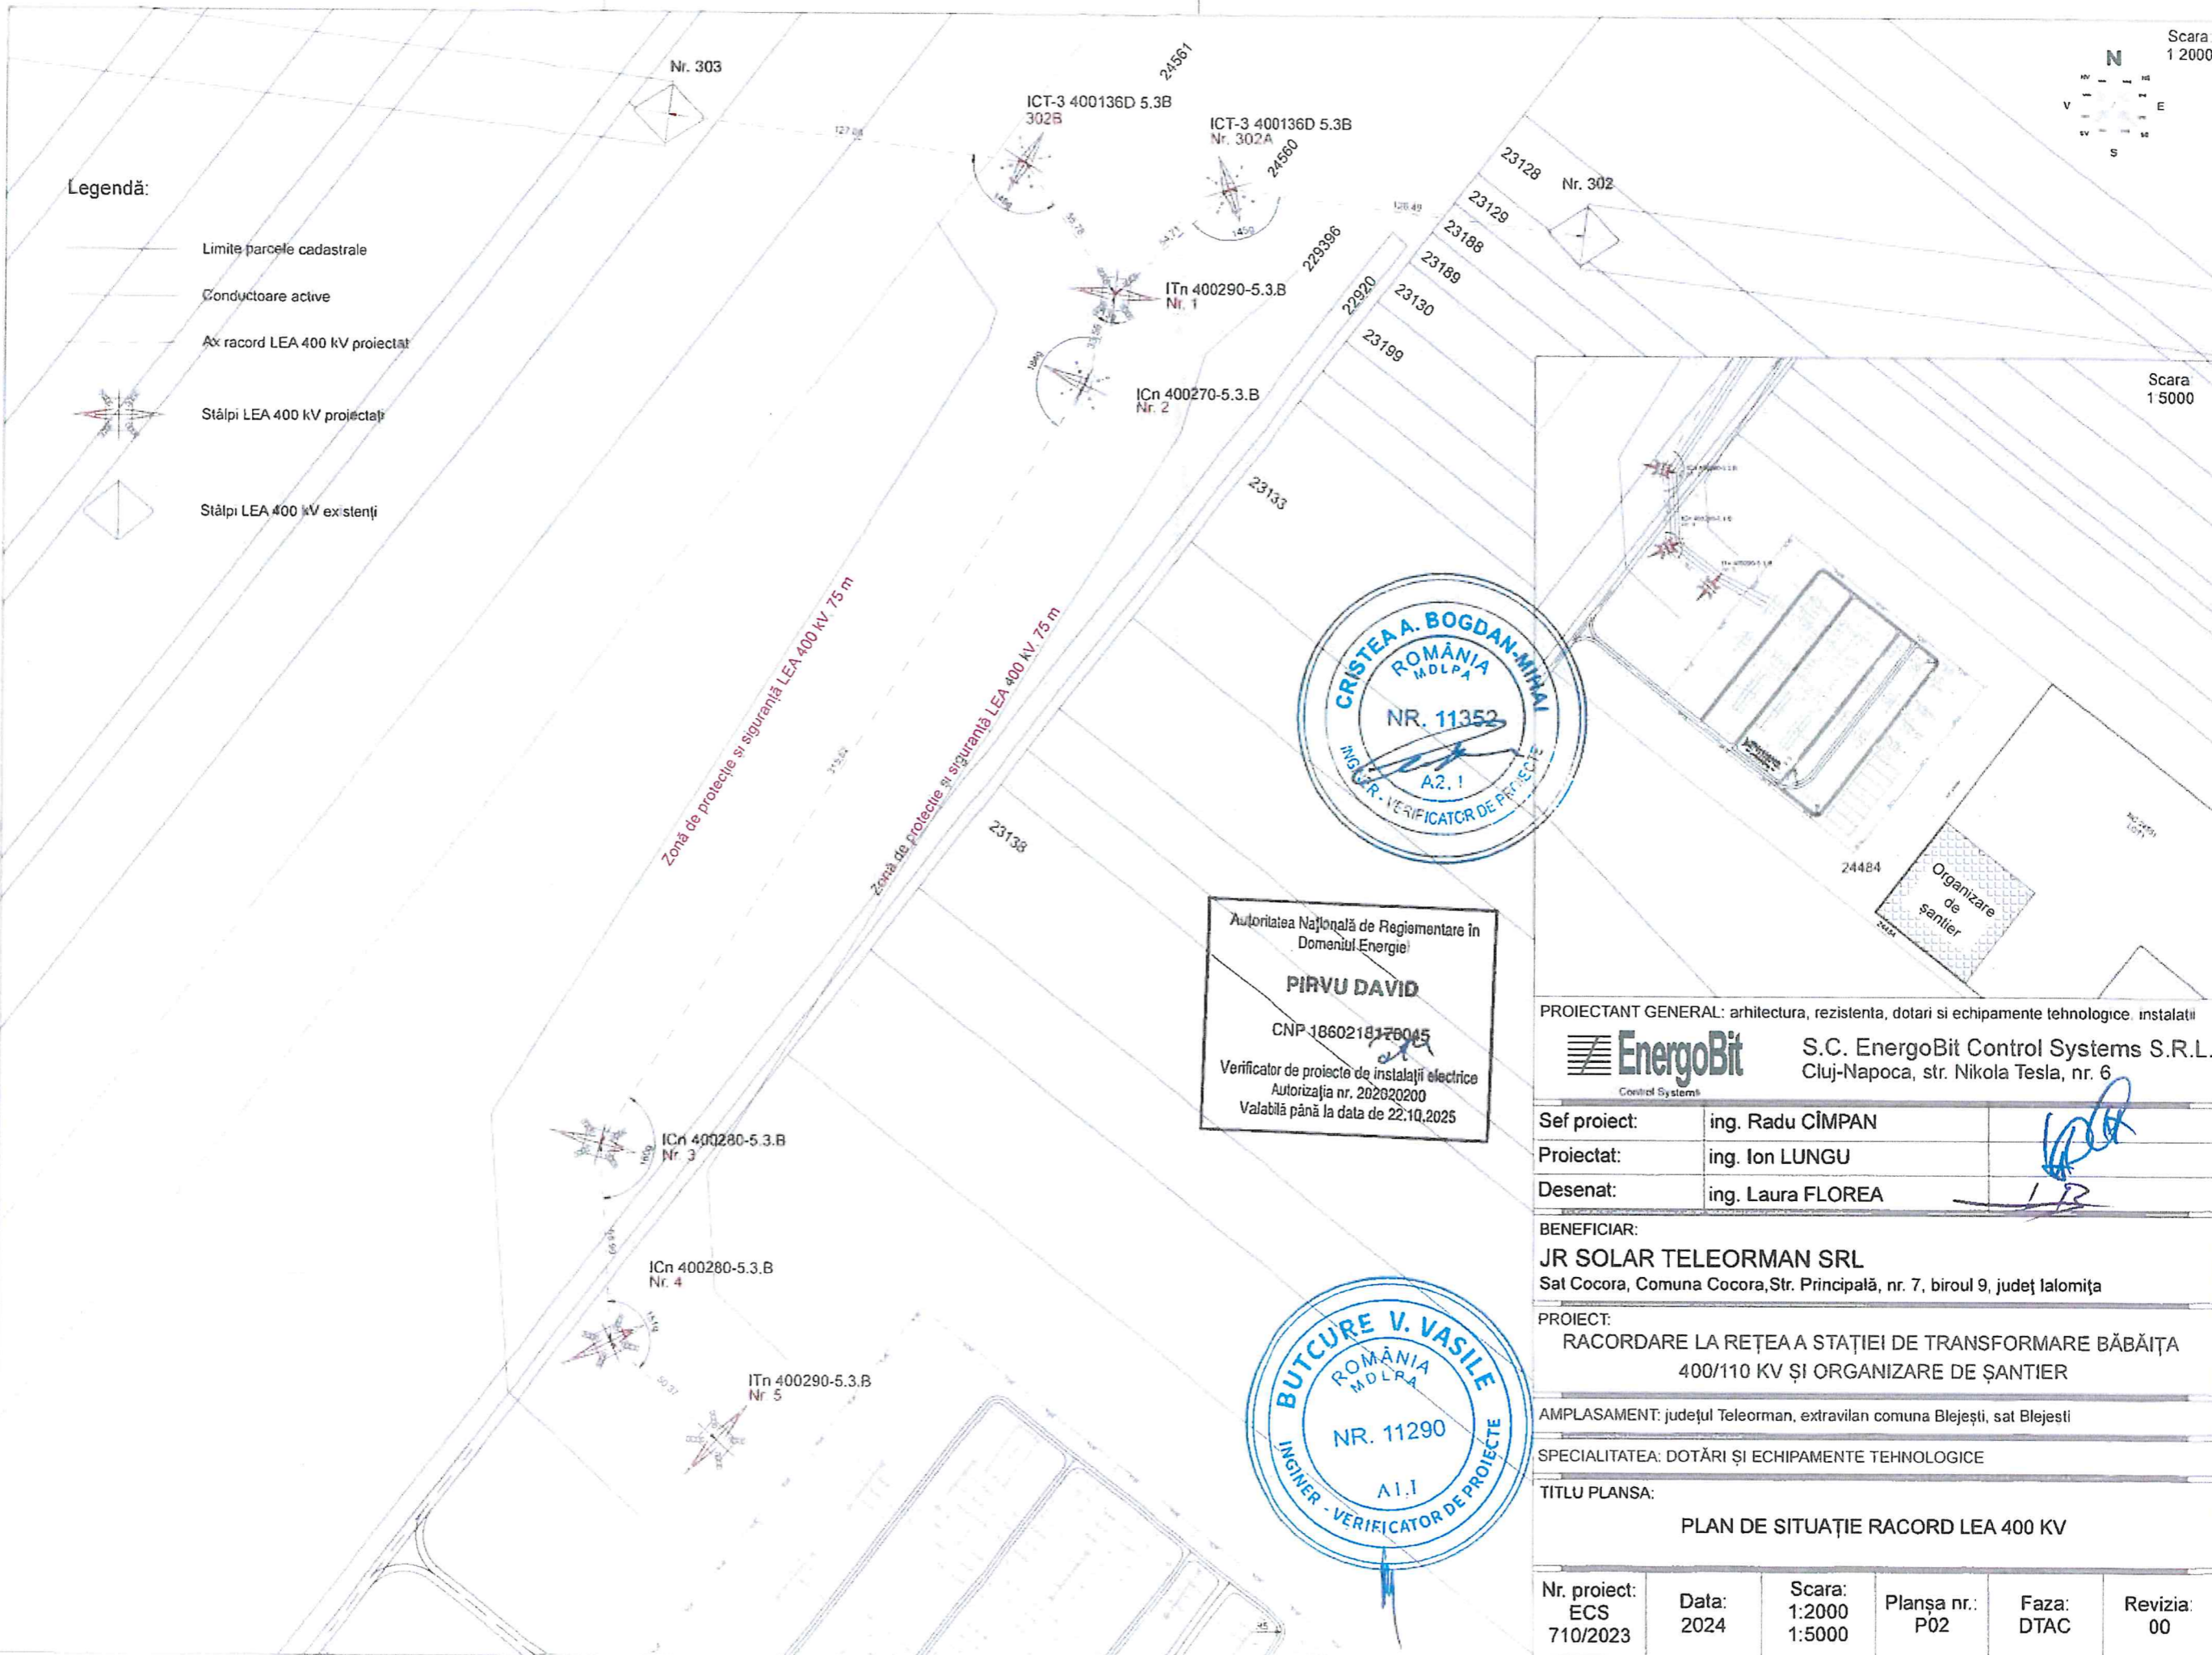 Scara
1 2000
N
V
E
S
Nr. 303
24561
ICT-3 400136D 5.3B
302B
ICT-3 400136D 5.3B
Nr. 302A
24560
Nr. 302
145g
145g
126.49
ITn 400290-5.3.B
Nr. 1
ICn 400270-5.3.B
Nr. 2
229396
22920
23128
23129
23188
23189
23130
23199
23133
23138
Legendă:
Limite parcele cadastrale
Conductoare active
Ax racord LEA 400 kV proiectat
Stâlpi LEA 400 kV proiectați
Stâlpi LEA 400 kV existenți
Zonă de protecție și siguranță LEA 400 kV, 75 m
Zonă de protecție și siguranță LEA 400 kV, 75 m
ICn 400280-5.3.B
Nr. 3
160g
ICn 400280-5.3.B
Nr. 4
ITn 400290-5.3.B
Nr 5
Scara
1 5000
24484
Organizare
de
șantier
24484
CRISTEA A. BOGDAN-MIHAI
ROMÂNIA
MDLPA
NR. 11352
A2. I
INGINER - VERIFICATOR DE PROIECTE
Autoritatea Națională de Reglementare în
Domeniul Energiei
PIRVU DAVID
CNP 1860218170045
Verificator de proiecte de instalații electrice
Autorizația nr. 202020200
Valabilă până la data de 22.10.2025
BUTCURE V. VASILE
ROMÂNIA
MDLPA
NR. 11290
A1.I
INGINER - VERIFICATOR DE PROIECTE
PROIECTANT GENERAL: arhitectura, rezistenta, dotari si echipamente tehnologice, instalatii
EnergoBit
Control Systems
S.C. EnergoBit Control Systems S.R.L.
Cluj-Napoca, str. Nikola Tesla, nr. 6
Sef proiect: ing. Radu CÎMPAN
Proiectat: ing. Ion LUNGU
Desenat: ing. Laura FLOREA
BENEFICIAR:
JR SOLAR TELEORMAN SRL
Sat Cocora, Comuna Cocora,Str. Principală, nr. 7, biroul 9, județ Ialomița
PROIECT:
RACORDARE LA REȚEA A STAȚIEI DE TRANSFORMARE BĂBĂIȚA
400/110 KV ȘI ORGANIZARE DE ȘANTIER
AMPLASAMENT: județul Teleorman, extravilan comuna Blejești, sat Blejesti
SPECIALITATEA: DOTĂRI ȘI ECHIPAMENTE TEHNOLOGICE
TITLU PLANSA:
PLAN DE SITUAȚIE RACORD LEA 400 KV
Nr. proiect:
ECS
710/2023
Data:
2024
Scara:
1:2000
1:5000
Planșa nr.:
P02
Faza:
DTAC
Revizia:
00